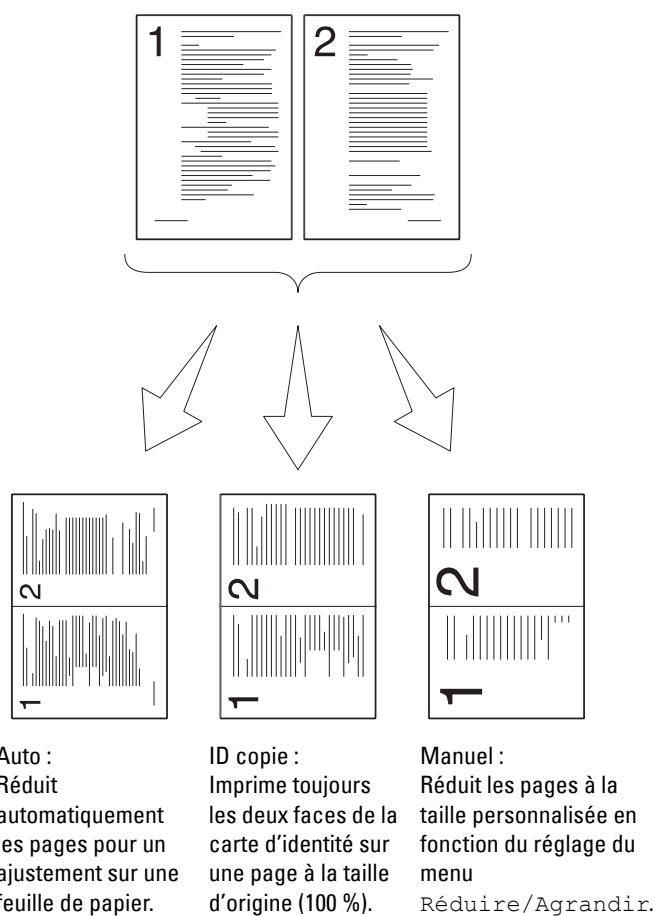 1
2
2
1
2
1
2
1
Auto :
Réduit
automatiquement
les pages pour un
ajustement sur une
feuille de papier.
ID copie :
Imprime toujours
les deux faces de la
carte d'identité sur
une page à la taille
d'origine (100 %).
Manuel :
Réduit les pages à la
taille personnalisée en
fonction du réglage du
menu
Réduire/Agrandir.